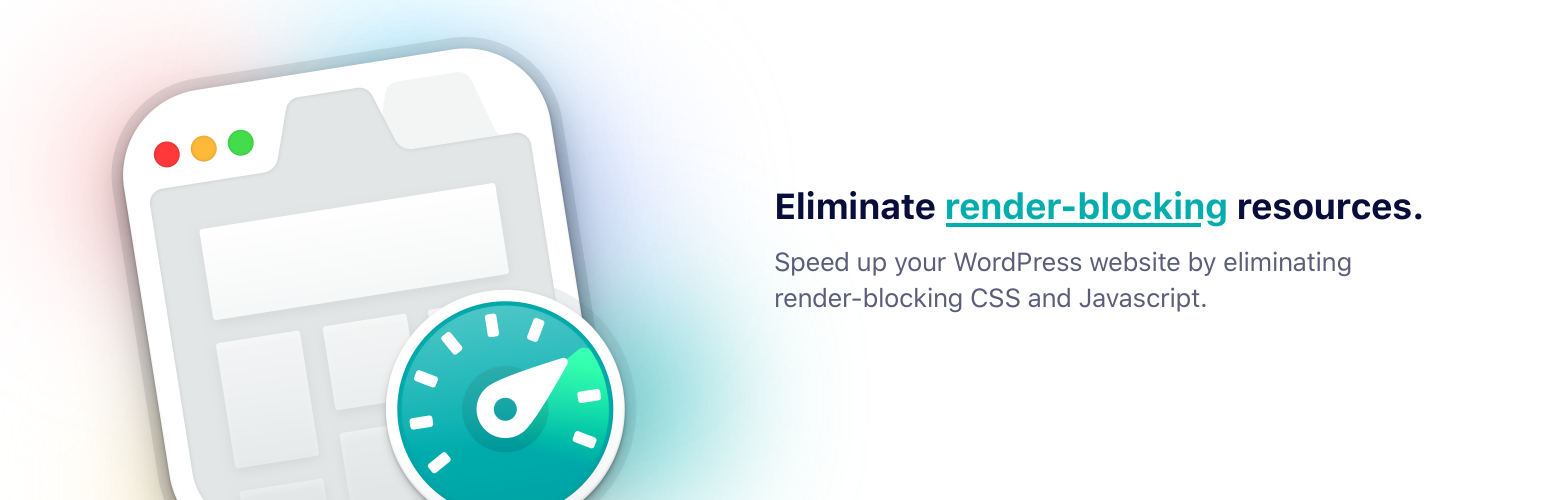 Eliminate render-blocking resources.
Speed up your WordPress website by eliminating
render-blocking CSS and Javascript.